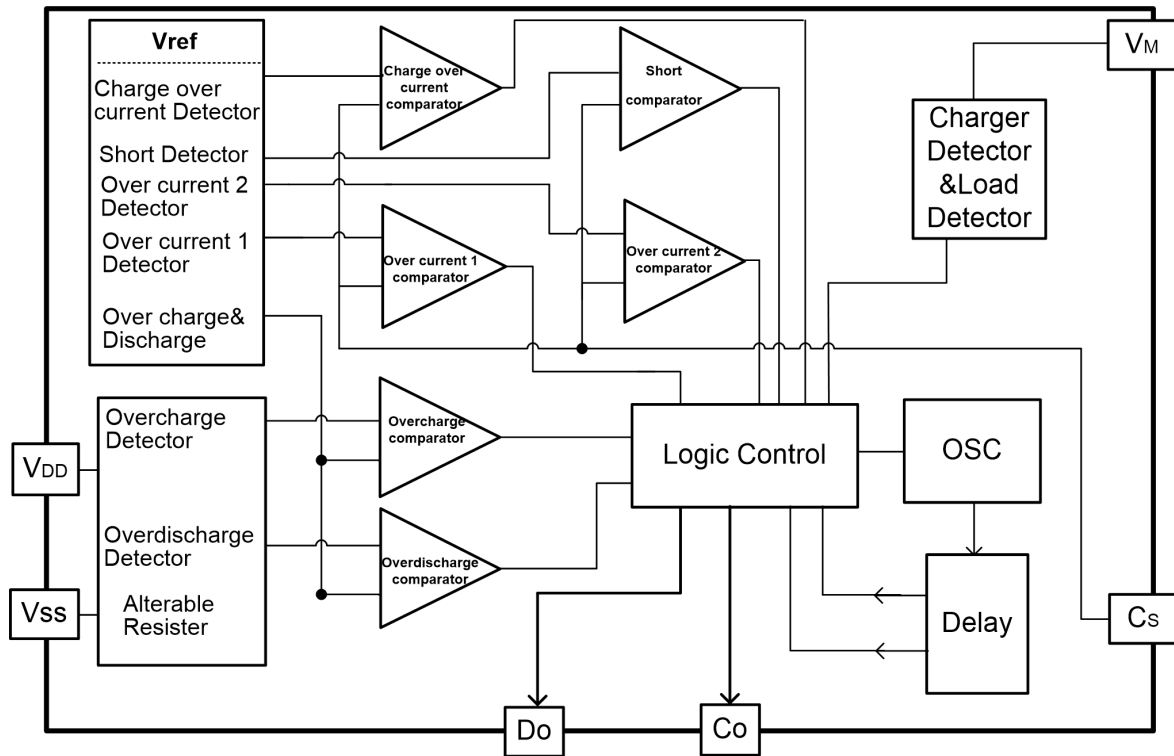 Vref
Charge over
current Detector
Short Detector
Over current 2
Detector
Over current 1
Detector
Over charge&
Discharge
Charge over
current
comparator
Short
comparator
Over current 1
comparator
Over current 2
comparator
VM
Charger
Detector
&Load
Detector
Overcharge
Detector
Overdischarge
Detector
Alterable
Resister
VDD
Vss
Overcharge
comparator
Overdischarge
comparator
Logic Control
OSC
Delay
Cs
Do
Co